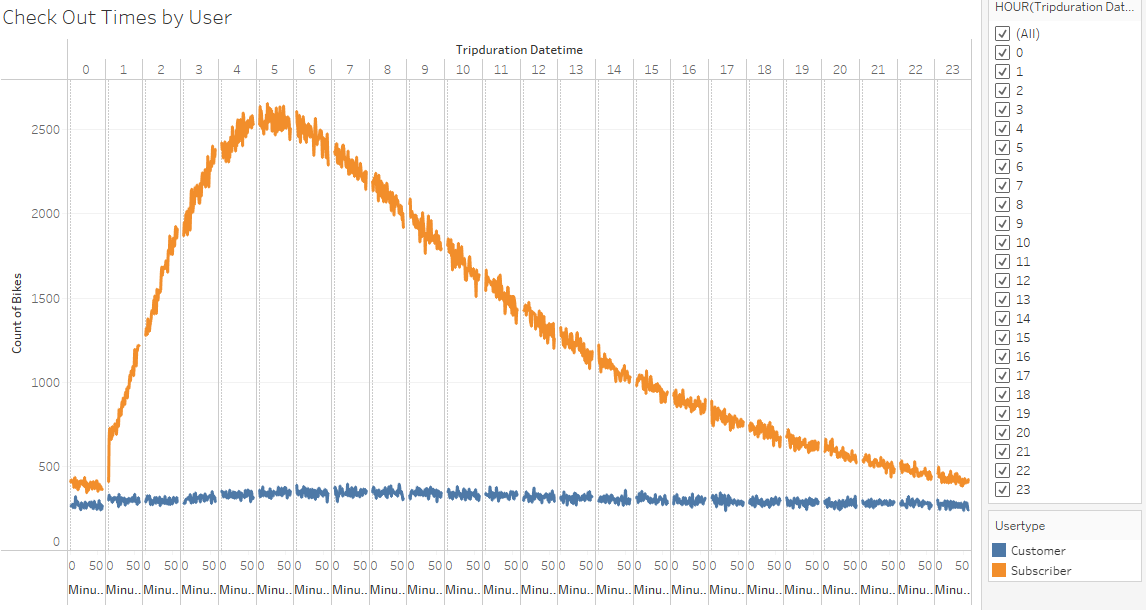 Check Out Times by User
Tripduration Datetime
0 1 2 3 4 5 6 7 8 9 10 11 12 13 14 15 16 17 18 19 20 21 22 23
Count of Bikes
2500
2000
1500
1000
500
0
0 50 0 50 0 50 0 50 0 50 0 50 0 50 0 50 0 50 0 50 0 50 0 50 0 50 0 50 0 50 0 50 0 50 0 50 0 50 0 50 0 50 0 50 0 50 0 50
Minu.. Minu.. Minu.. Minu.. Minu.. Minu.. Minu.. Minu.. Minu.. Minu.. Minu.. Minu.. Minu.. Minu.. Minu.. Minu.. Minu.. Minu.. Minu.. Minu.. Minu.. Minu.. Minu.. Minu..
HOUR(Tripduration Dat...
(All)
0
1
2
3
4
5
6
7
8
9
10
11
12
13
14
15
16
17
18
19
20
21
22
23
Usertype
Customer
Subscriber